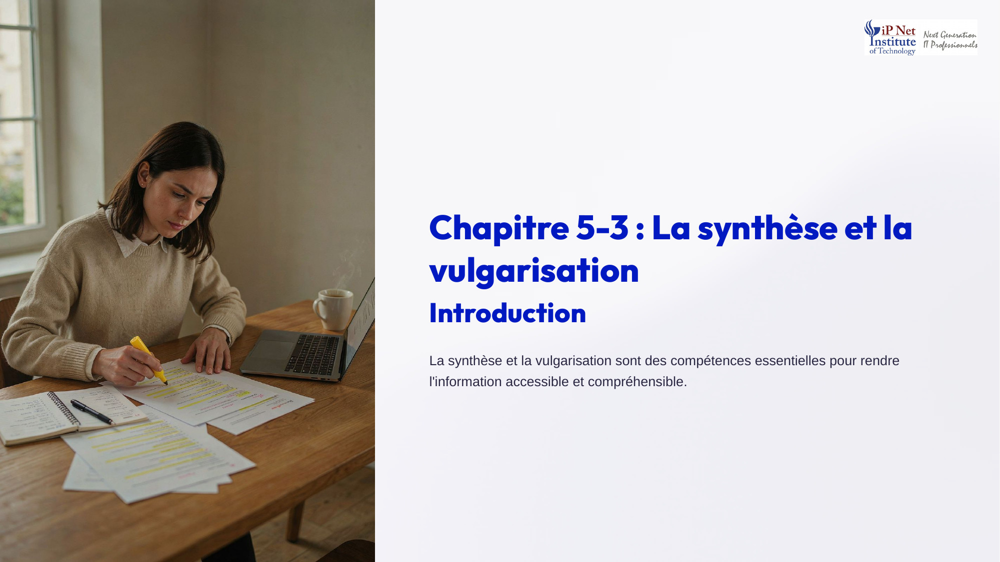 iP Net
Institute
of Technology
Next Generation
IT Professionnels
Chapitre 5-3 : La synthèse et la
vulgarisation
Introduction
La synthèse et la vulgarisation sont des compétences essentielles pour rendre
l'information accessible et compréhensible.